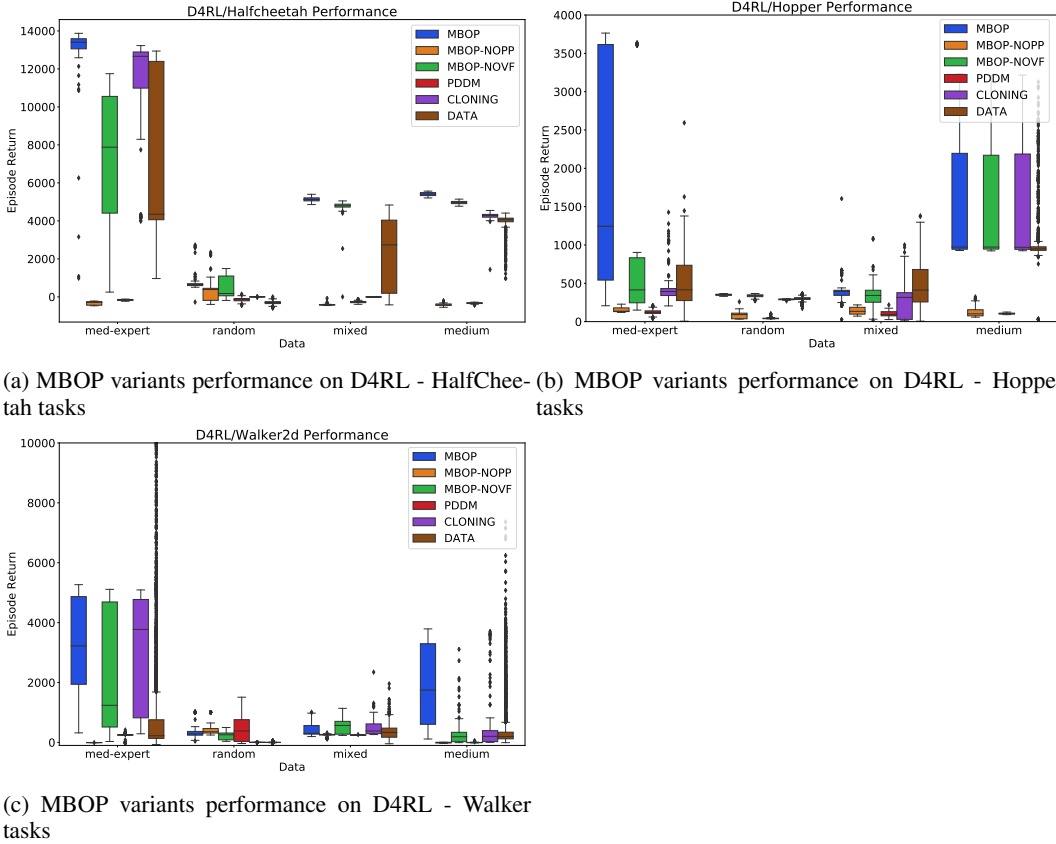 D4RL/Halfcheetah Performance
14000
12000
10000
8000
6000
4000
2000
0
Episode Return
MBOP
MBOP-NOPP
MBOP-NOVF
PDDM
CLONING
DATA
med-expert random mixed medium
Data
(a) MBOP variants performance on D4RL - HalfChee-
tah tasks
D4RL/Hopper Performance
4000
3500
3000
2500
2000
1500
1000
500
0
Episode Return
MBOP
MBOP-NOPP
MBOP-NOVF
PDDM
CLONING
DATA
med-expert random mixed medium
Data
(b) MBOP variants performance on D4RL - Hoppe
tasks
D4RL/Walker2d Performance
10000
8000
6000
4000
2000
0
Episode Return
MBOP
MBOP-NOPP
MBOP-NOVF
PDDM
CLONING
DATA
med-expert random mixed medium
Data
(c) MBOP variants performance on D4RL - Walker
tasks